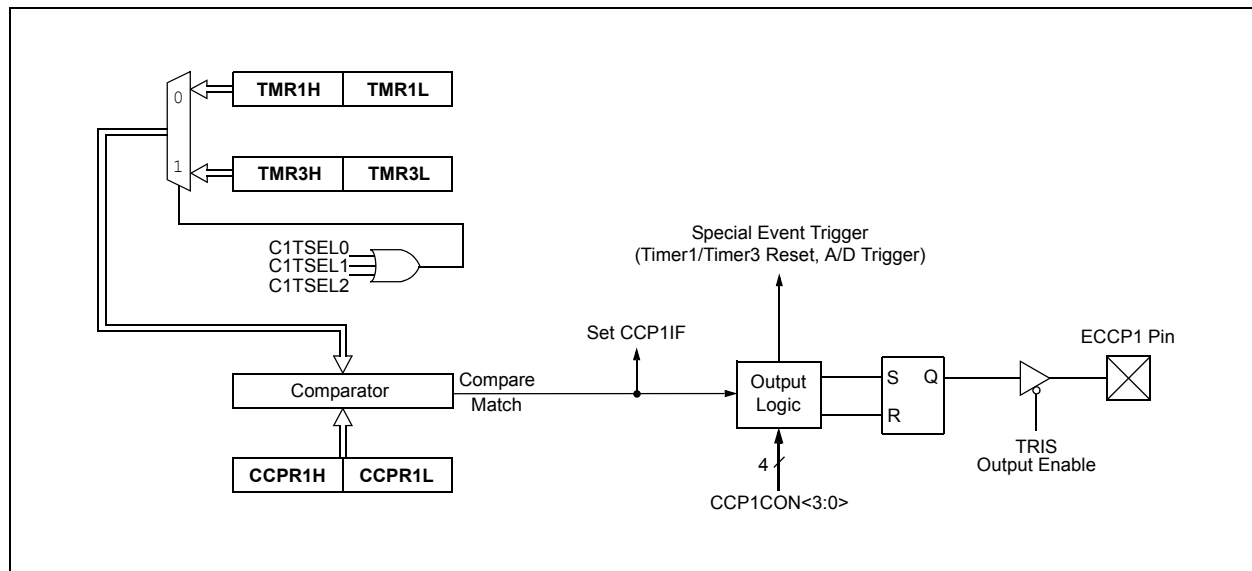 0
TMR1H TMR1L
1
TMR3H TMR3L
C1TSEL0
C1TSEL1
C1TSEL2
Special Event Trigger
(Timer1/Timer3 Reset, A/D Trigger)
Set CCP1IF
ECCP1 Pin
Comparator
Compare
Match
Output
Logic
S Q
R
TRIS
Output Enable
CCPR1H CCPR1L
4
CCP1CON<3:0>